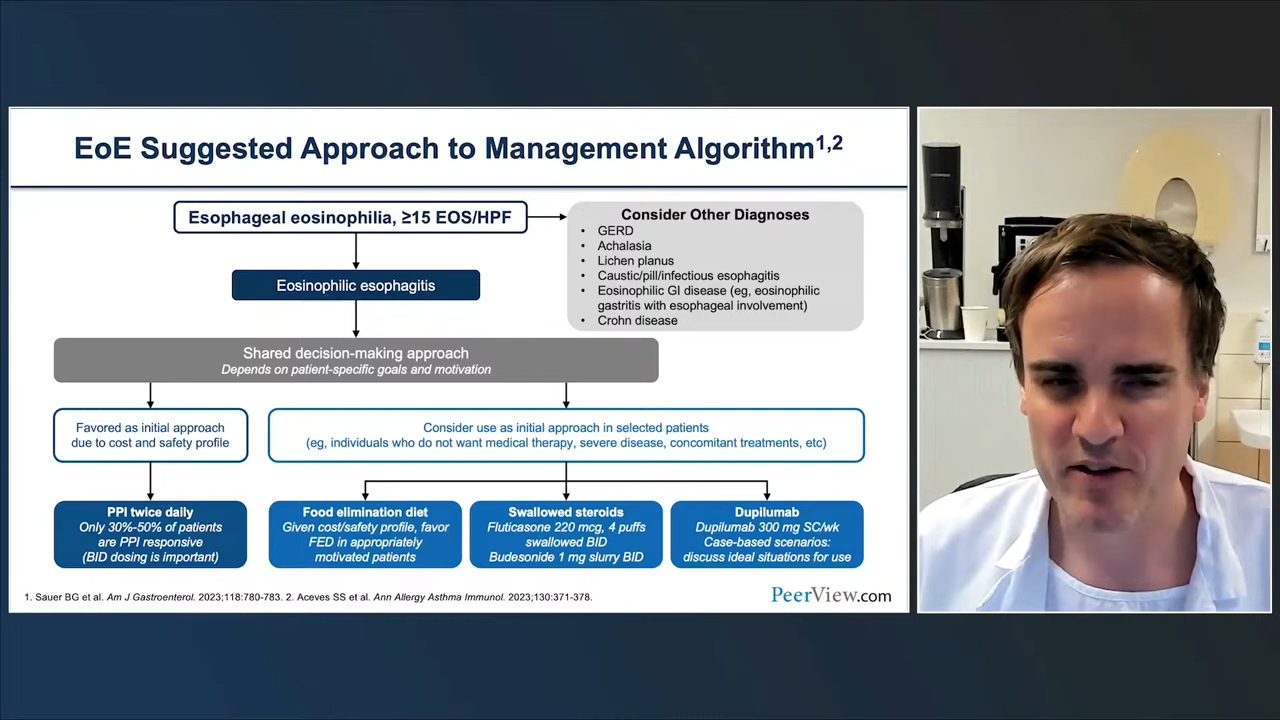 EoE Suggested Approach to Management Algorithm1,2
Esophageal eosinophilia, ≥15 EOS/HPF
Consider Other Diagnoses
• GERD
• Achalasia
• Lichen planus
• Caustic/pill/infectious esophagitis
• Eosinophilic GI disease (eg, eosinophilic
gastritis with esophageal involvement)
• Crohn disease
Eosinophilic esophagitis
Shared decision-making approach
Depends on patient-specific goals and motivation
Favored as initial approach
due to cost and safety profile
Consider use as initial approach in selected patients
(eg, individuals who do not want medical therapy, severe disease, concomitant treatments, etc)
PPI twice daily
Only 30%-50% of patients
are PPI responsive
(BID dosing is important)
Food elimination diet
Given cost/safety profile, favor
FED in appropriately
motivated patients
Swallowed steroids
Fluticasone 220 mcg, 4 puffs
swallowed BID
Budesonide 1 mg slurry BID
Dupilumab
Dupilumab 300 mg SC/wk
Case-based scenarios:
discuss ideal situations for use
1. Sauer BG et al. Am J Gastroenterol. 2023;118:780-783. 2. Aceves SS et al. Ann Allergy Asthma Immunol. 2023;130:371-378.
PeerView.com